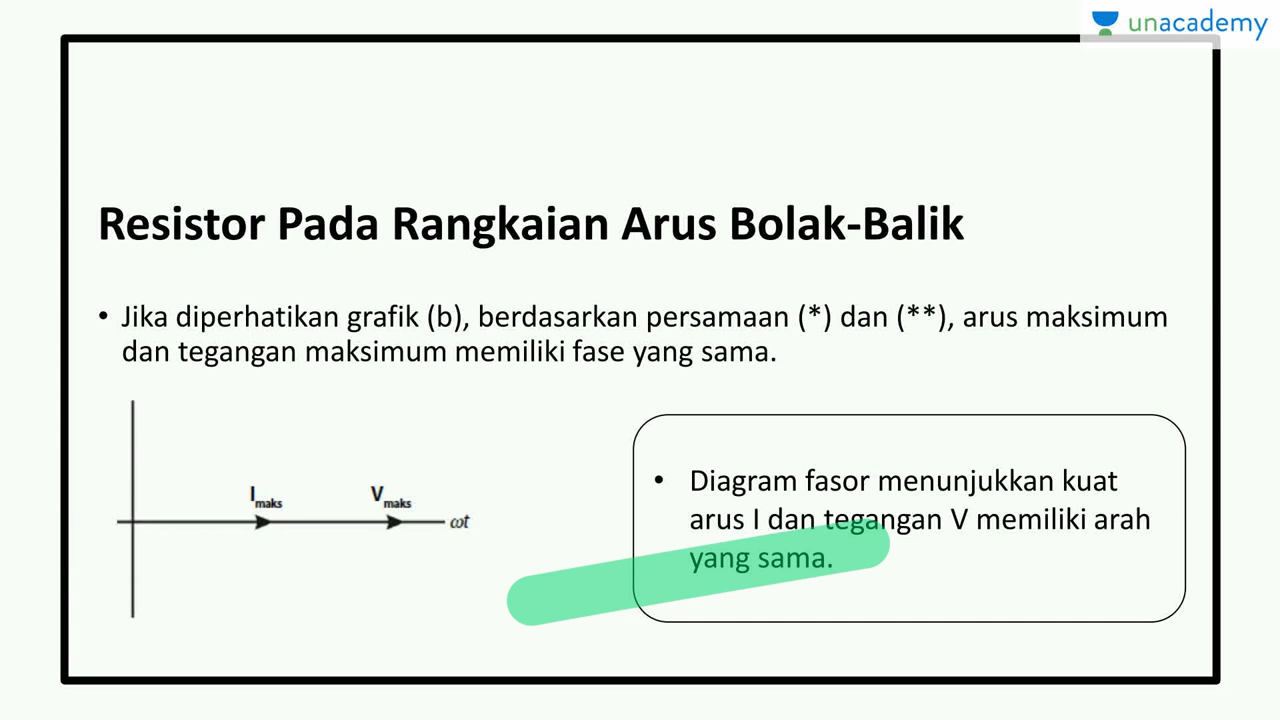 unacademy
Resistor Pada Rangkaian Arus Bolak-Balik
• Jika diperhatikan grafik (b), berdasarkan persamaan (*) dan (**), arus maksimum
dan tegangan maksimum memiliki fase yang sama.
I maks V maks ωt
• Diagram fasor menunjukkan kuat
arus I dan tegangan V memiliki arah
yang sama.